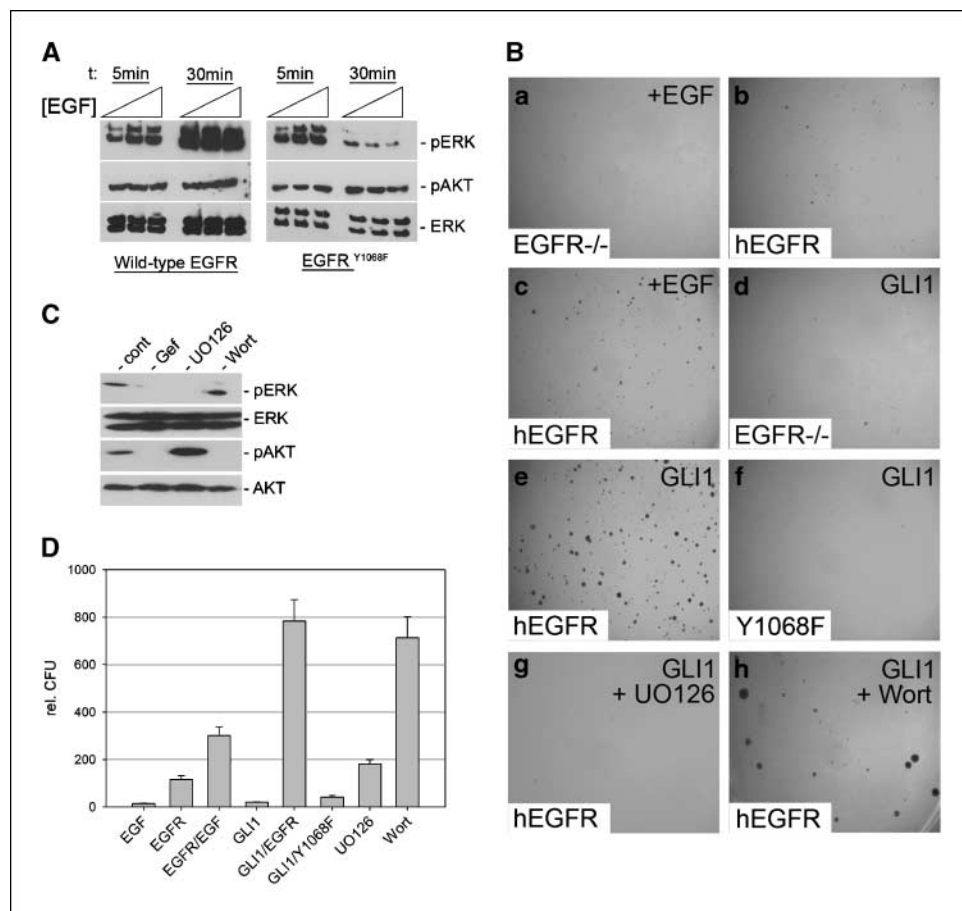 A
t: 5min 30min 5min 30min
[EGF]
- pERK
- pAKT
- ERK
Wild-type EGFR EGFR Y1068F
B
a +EGF
EGFR-/-
b
hEGFR
c +EGF
hEGFR
d GLI1
EGFR-/-
e GLI1
hEGFR
f GLI1
Y1068F
g GLI1
+ UO126
hEGFR
h GLI1
+ Wort
hEGFR
C
- cont - Gef - UO126 - Wort
- pERK
- ERK
- pAKT
- AKT
D
1000
800
600
400
200
0
rel. CFU
EGF EGFR EGFR/EGF GLI1 GLI1/EGFR GLI1/Y1068F UO126 Wort